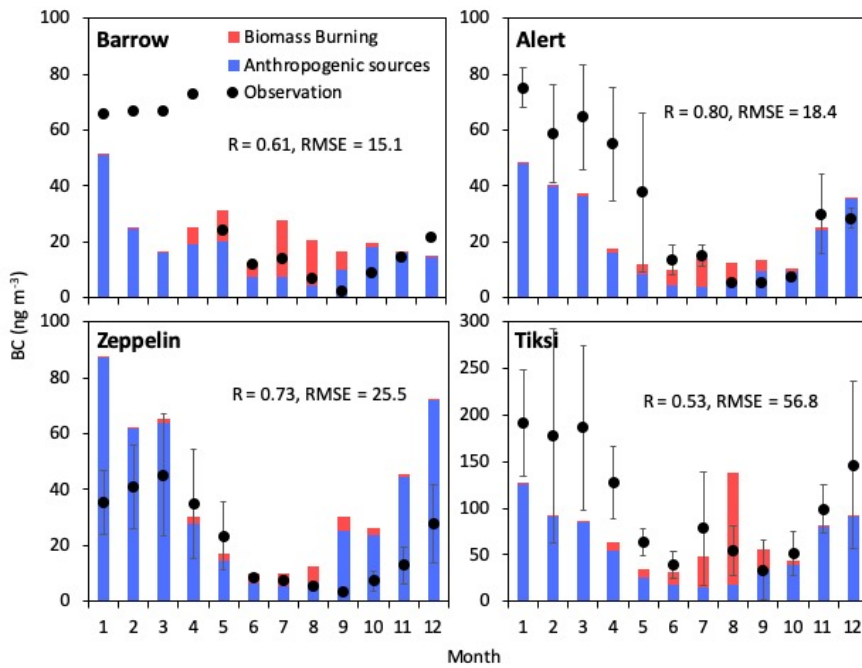 100
Barrow
Biomass Burning
80
Anthropogenic sources
Observation
60
R = 0.61, RMSE = 15.1
40
20
0
100
Alert
80
R = 0.80, RMSE = 18.4
60
40
20
0
BC (ng m⁻³)
100
Zeppelin
80
R = 0.73, RMSE = 25.5
60
40
20
0
1 2 3 4 5 6 7 8 9 10 11 12
300
Tiksi
250
R = 0.53, RMSE = 56.8
200
150
100
50
0
1 2 3 4 5 6 7 8 9 10 11 12
Month